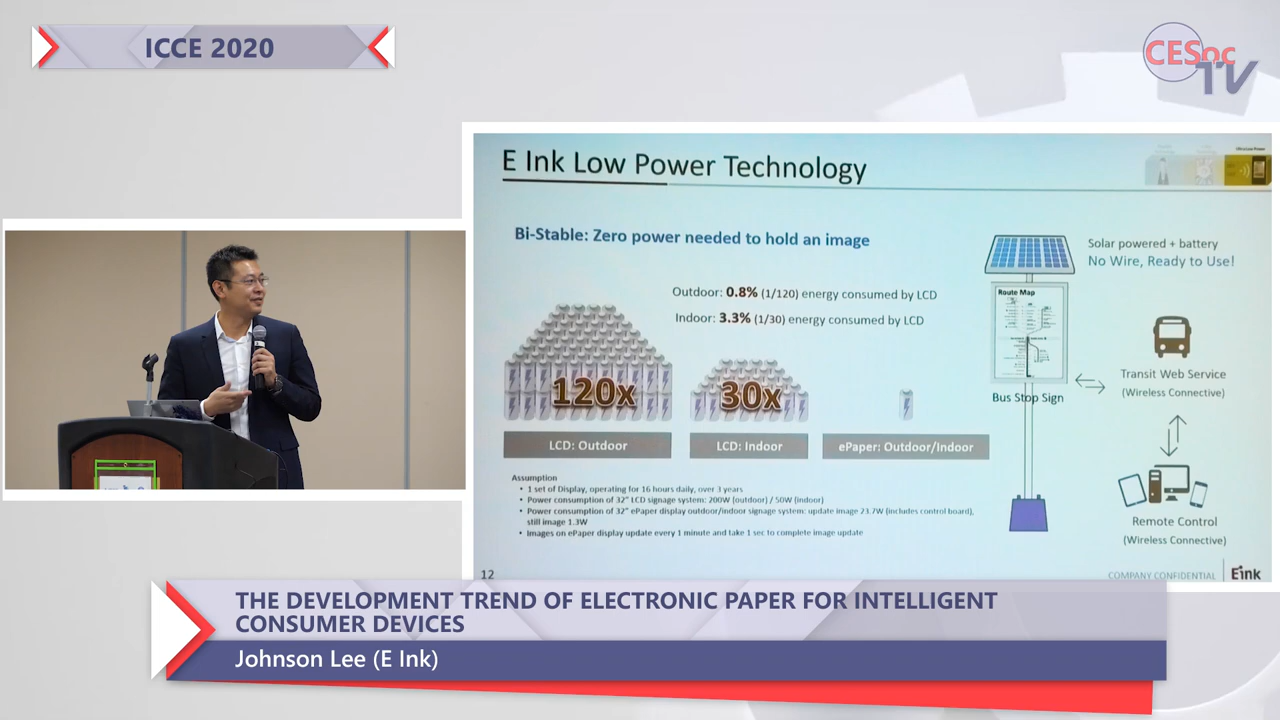 ICCE 2020
CESoc
TV
E Ink Low Power Technology
Bi-Stable: Zero power needed to hold an image
Outdoor: 0.8% (1/120) energy consumed by LCD
Indoor: 3.3% (1/30) energy consumed by LCD
120x
30x
LCD: Outdoor
LCD: Indoor
ePaper: Outdoor/Indoor
Assumption
• 1 set of Display, operating for 16 hours daily, over 3 years
• Power consumption of 32" LCD signage system: 200W (outdoor) / 50W (indoor)
• Power consumption of 32" ePaper display outdoor/indoor signage system: update image 23.7W (includes control board),
still image 1.3W
• Images on ePaper display update every 1 minute and take 1 sec to complete image update
Solar powered + battery
No Wire, Ready to Use!
Route Map
Bus Stop Sign
Transit Web Service
(Wireless Connective)
Remote Control
(Wireless Connective)
12
COMPANY CONFIDENTIAL
E ink
THE DEVELOPMENT TREND OF ELECTRONIC PAPER FOR INTELLIGENT
CONSUMER DEVICES
Johnson Lee (E Ink)